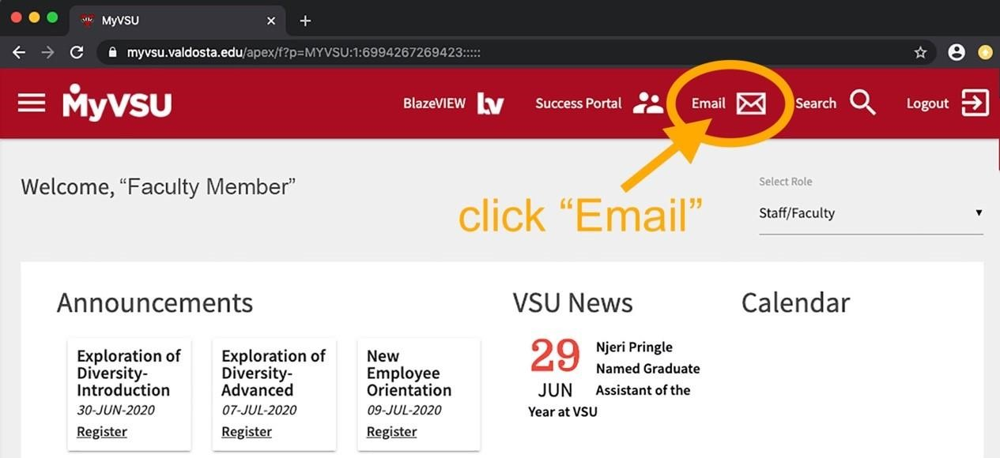 MyVSU
myvsu.valdosta.edu/apex/f?p=MYVSU:1:6994267269423:::::
MyVSU
BlazeVIEW
Success Portal
Email
Search
Logout
Welcome, “Faculty Member”
click “Email”
Select Role
Staff/Faculty
Announcements
Exploration of
Diversity-
Introduction
30-JUN-2020
Register
Exploration of
Diversity-
Advanced
07-JUL-2020
Register
New
Employee
Orientation
09-JUL-2020
Register
VSU News
29
JUN
Njeri Pringle
Named Graduate
Assistant of the
Year at VSU
Calendar